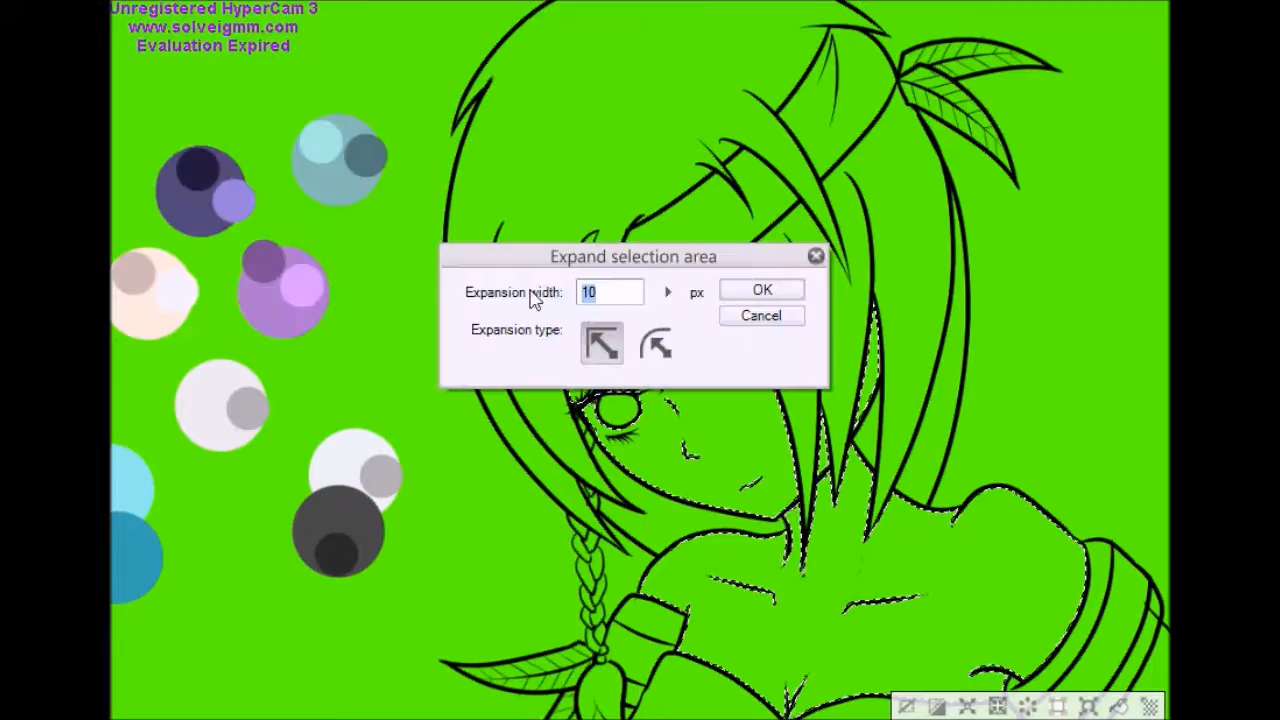 Unregistered HyperCam 3
www.solveigmm.com
Evaluation Expired
Expand selection area
Expansion width: 10 px OK
Expansion type: Cancel